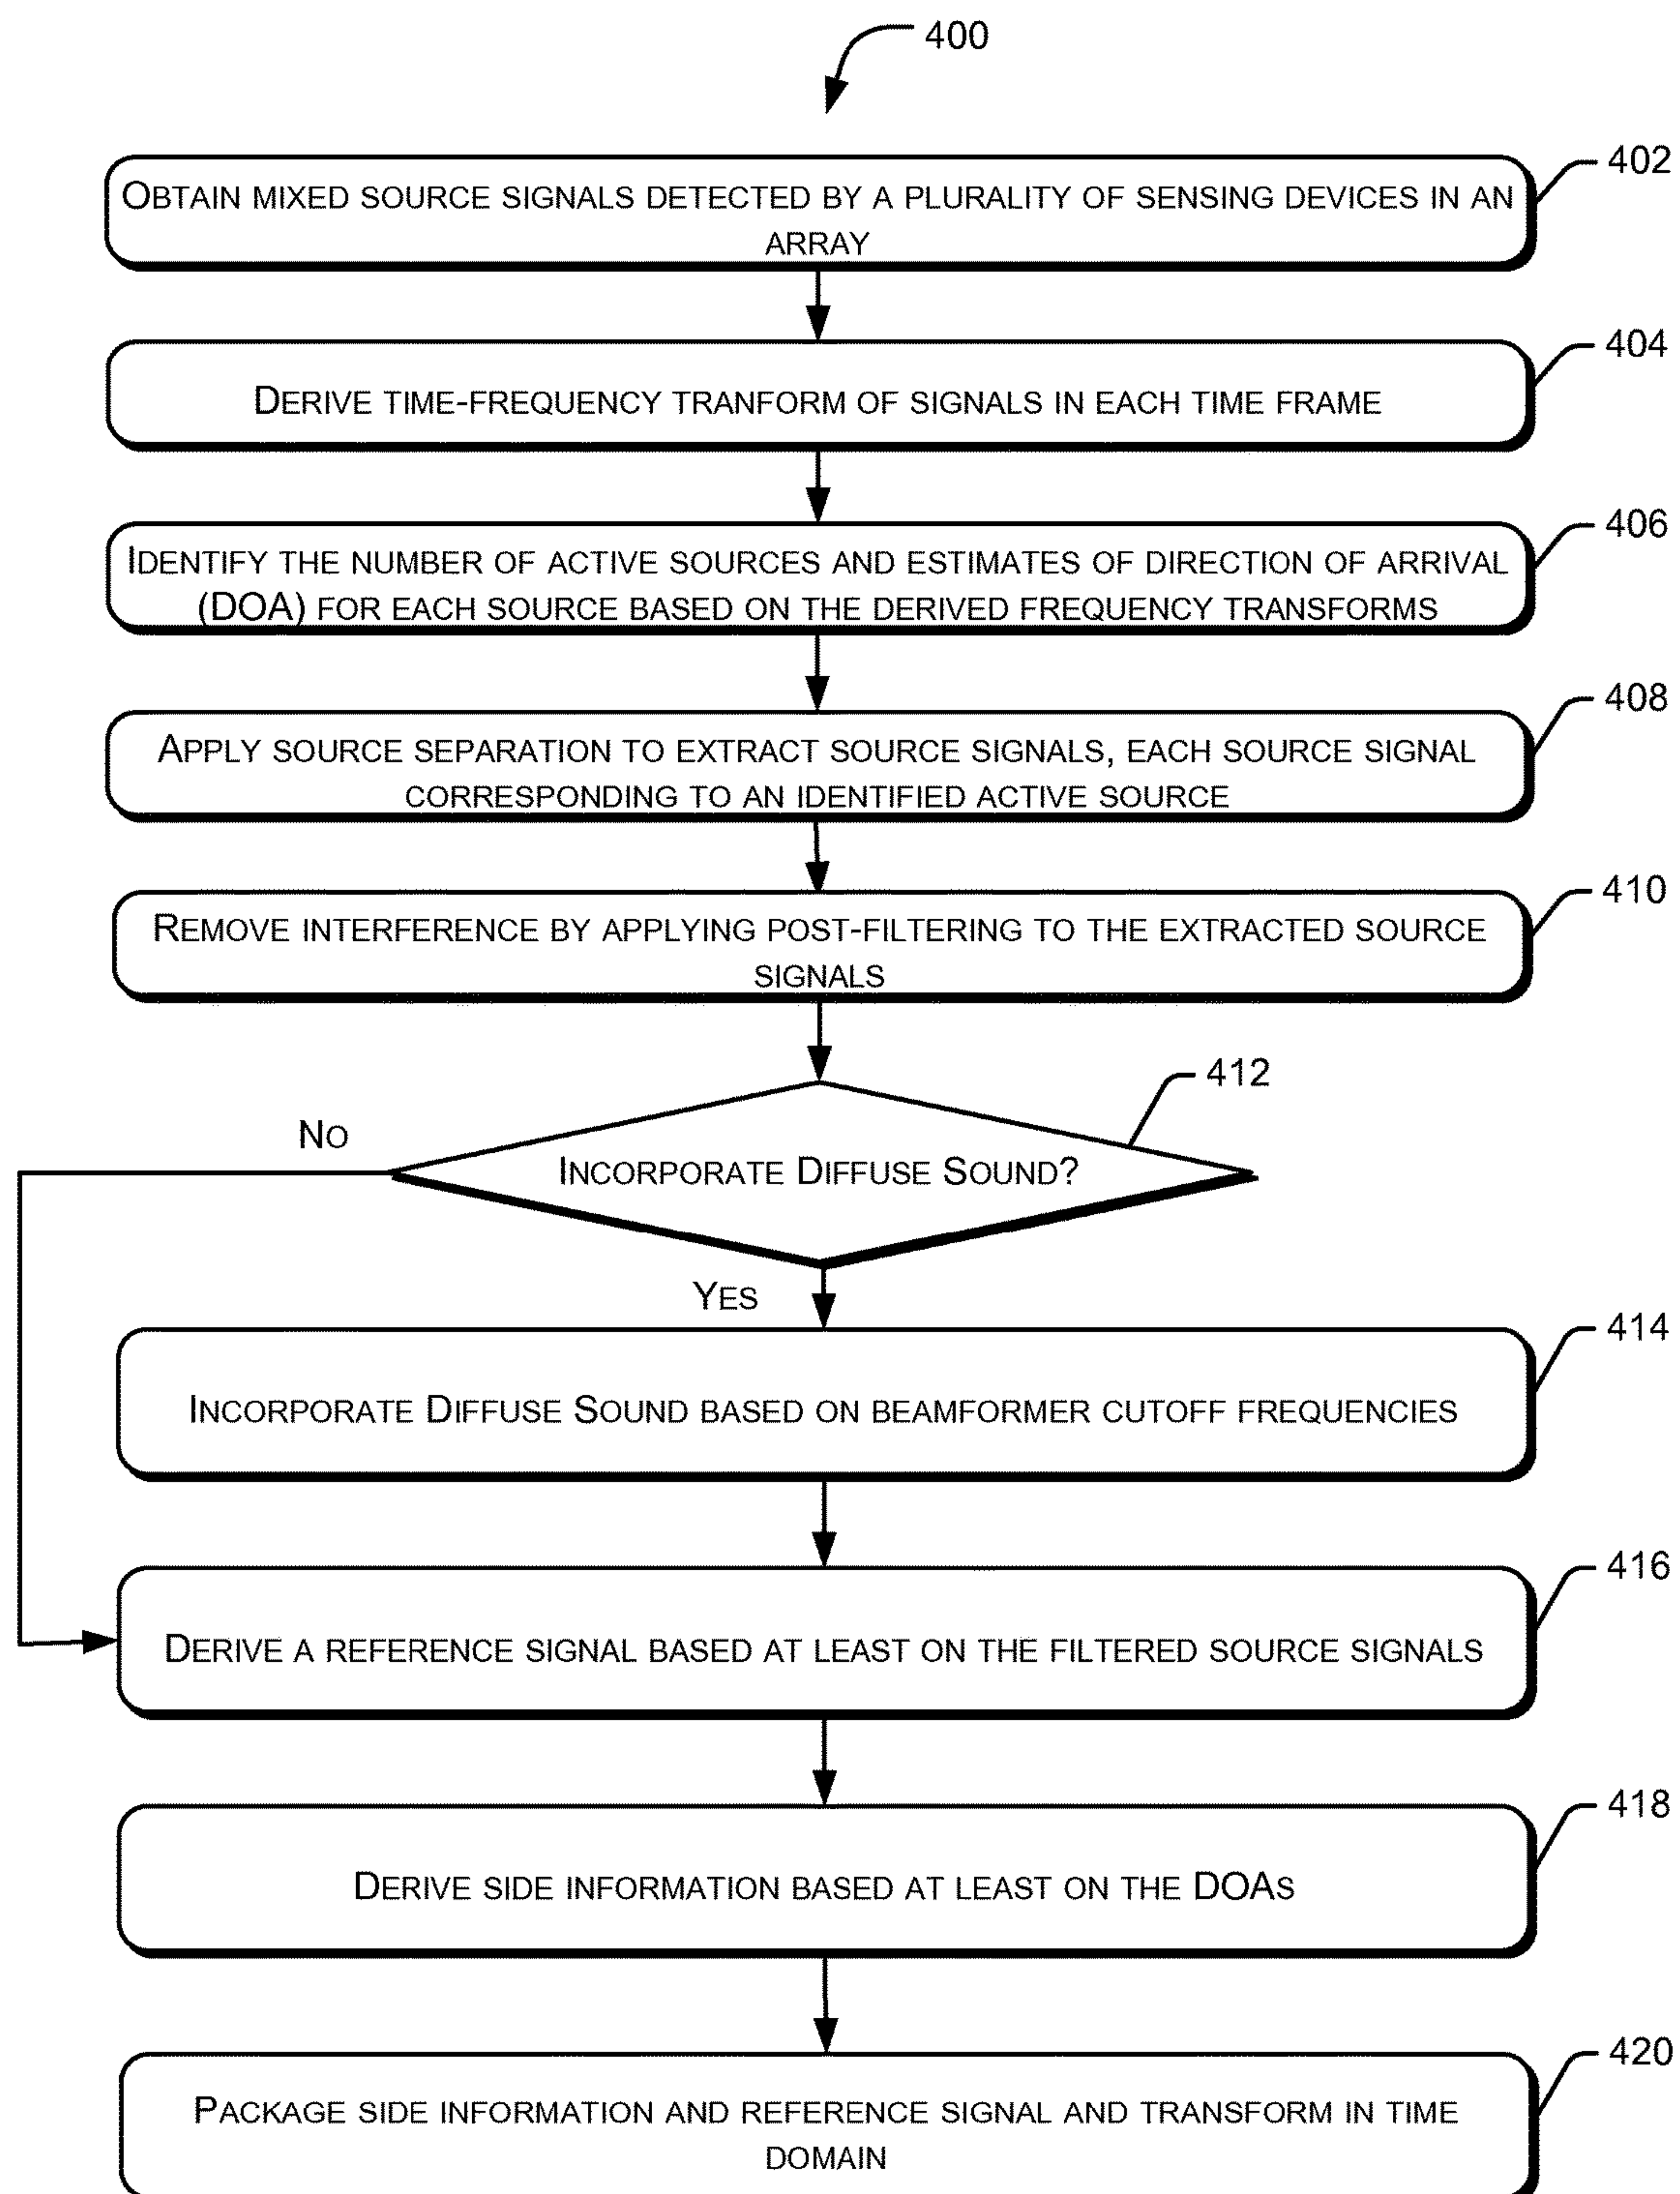 400
402
OBTAIN MIXED SOURCE SIGNALS DETECTED BY A PLURALITY OF SENSING DEVICES IN AN
ARRAY
404
DERIVE TIME-FREQUENCY TRANFORM OF SIGNALS IN EACH TIME FRAME
406
IDENTIFY THE NUMBER OF ACTIVE SOURCES AND ESTIMATES OF DIRECTION OF ARRIVAL
(DOA) FOR EACH SOURCE BASED ON THE DERIVED FREQUENCY TRANSFORMS
408
APPLY SOURCE SEPARATION TO EXTRACT SOURCE SIGNALS, EACH SOURCE SIGNAL
CORRESPONDING TO AN IDENTIFIED ACTIVE SOURCE
410
REMOVE INTERFERENCE BY APPLYING POST-FILTERING TO THE EXTRACTED SOURCE
SIGNALS
412
NO
INCORPORATE DIFFUSE SOUND?
YES
414
INCORPORATE DIFFUSE SOUND BASED ON BEAMFORMER CUTOFF FREQUENCIES
416
DERIVE A REFERENCE SIGNAL BASED AT LEAST ON THE FILTERED SOURCE SIGNALS
418
DERIVE SIDE INFORMATION BASED AT LEAST ON THE DOAS
420
PACKAGE SIDE INFORMATION AND REFERENCE SIGNAL AND TRANSFORM IN TIME
DOMAIN